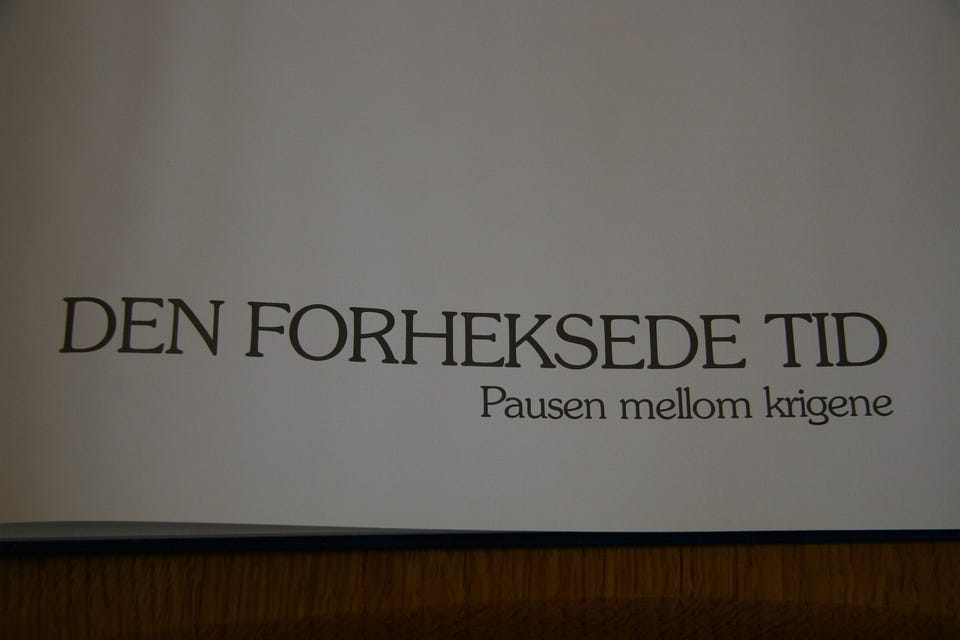 DEN FORHEKSEDE TID
Pausen mellom krigene